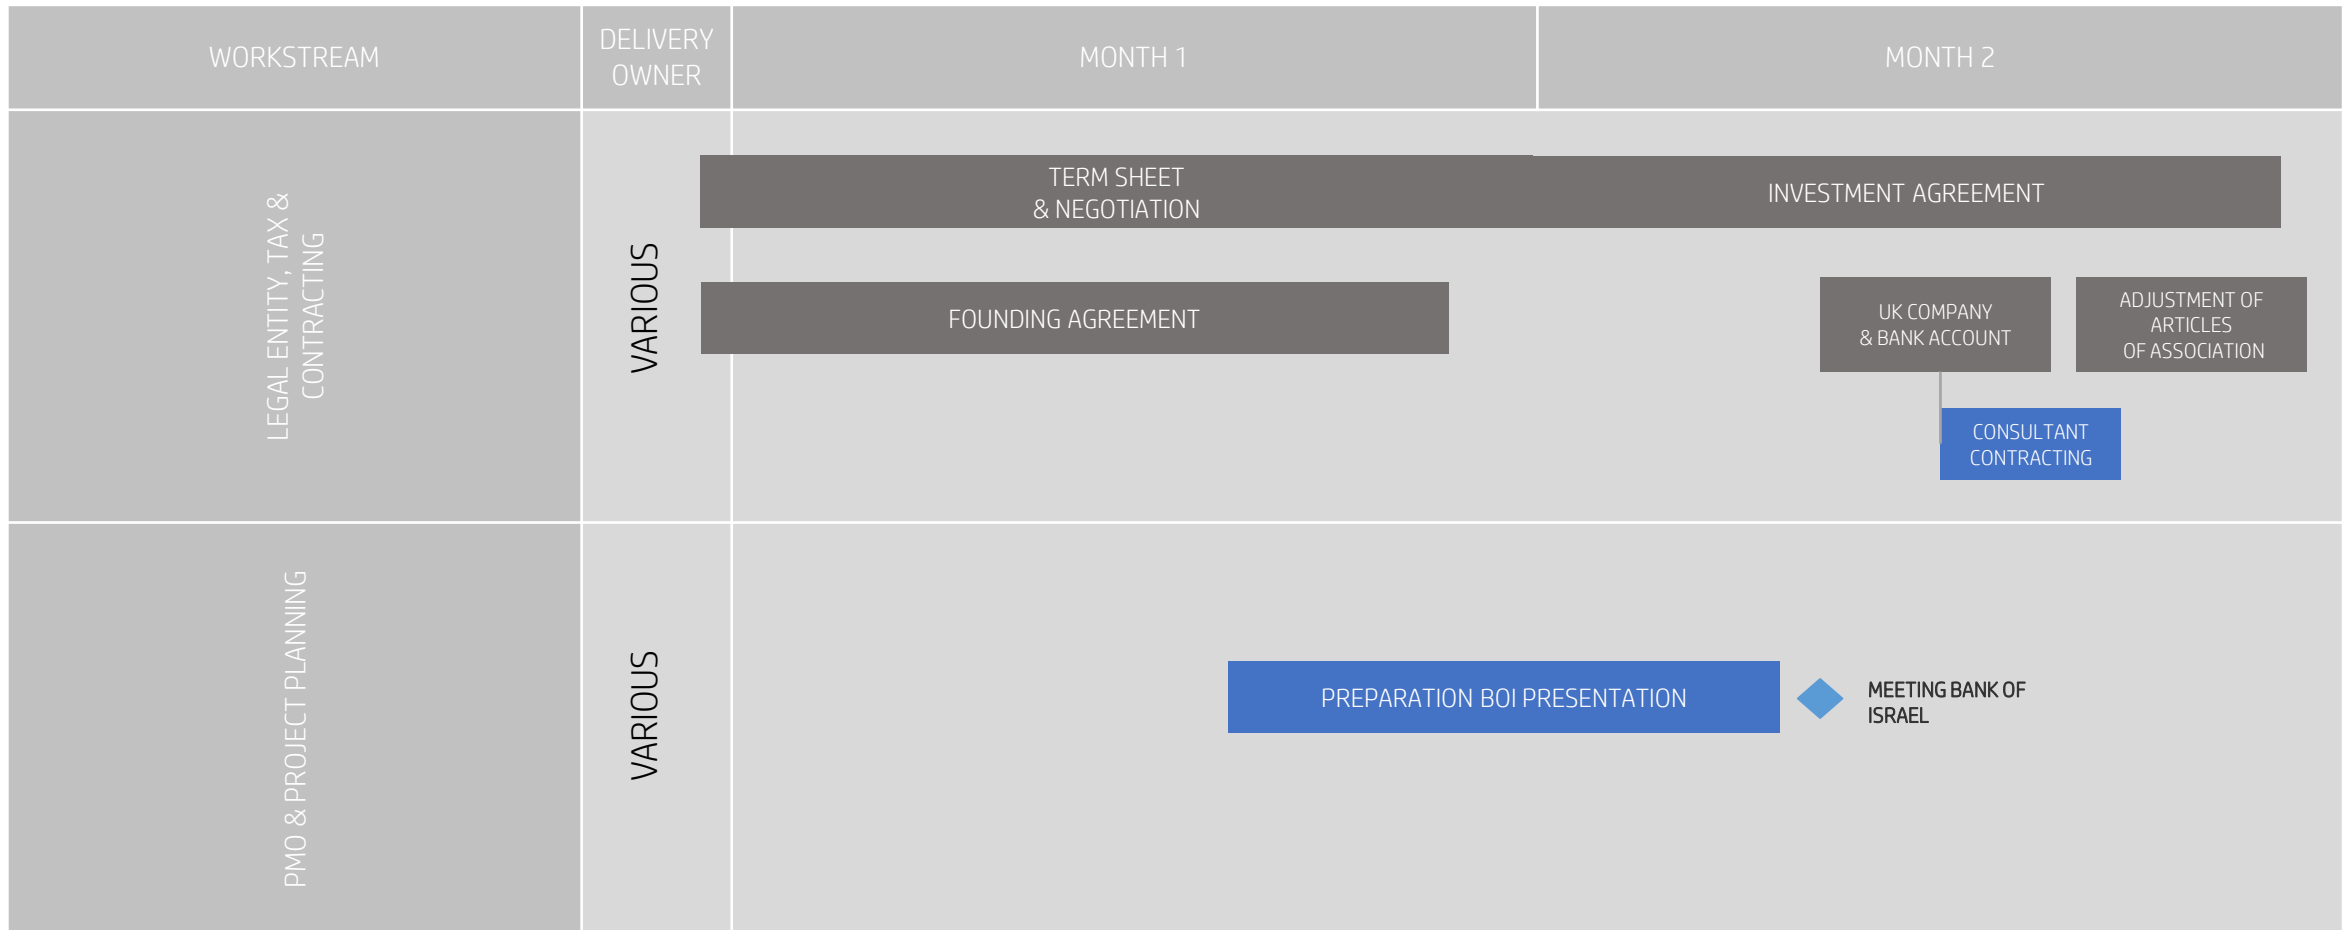 WORKSTREAM
DELIVERY
OWNER
MONTH 1
MONTH 2
LEGAL ENTITY, TAX &
CONTRACTING
VARIOUS
TERM SHEET
& NEGOTIATION
INVESTMENT AGREEMENT
FOUNDING AGREEMENT
UK COMPANY
& BANK ACCOUNT
ADJUSTMENT OF
ARTICLES
OF ASSOCIATION
CONSULTANT
CONTRACTING
PMO & PROJECT PLANNING
VARIOUS
PREPARATION BOI PRESENTATION
MEETING BANK OF
ISRAEL